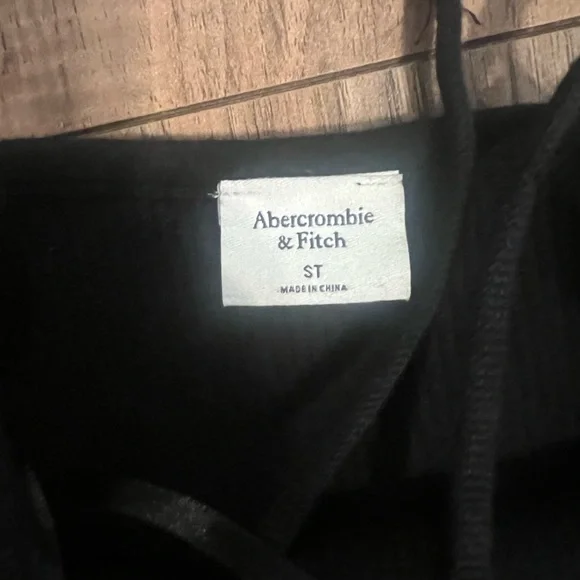 Abercrombie
& Fitch
ST
MADE IN CHINA